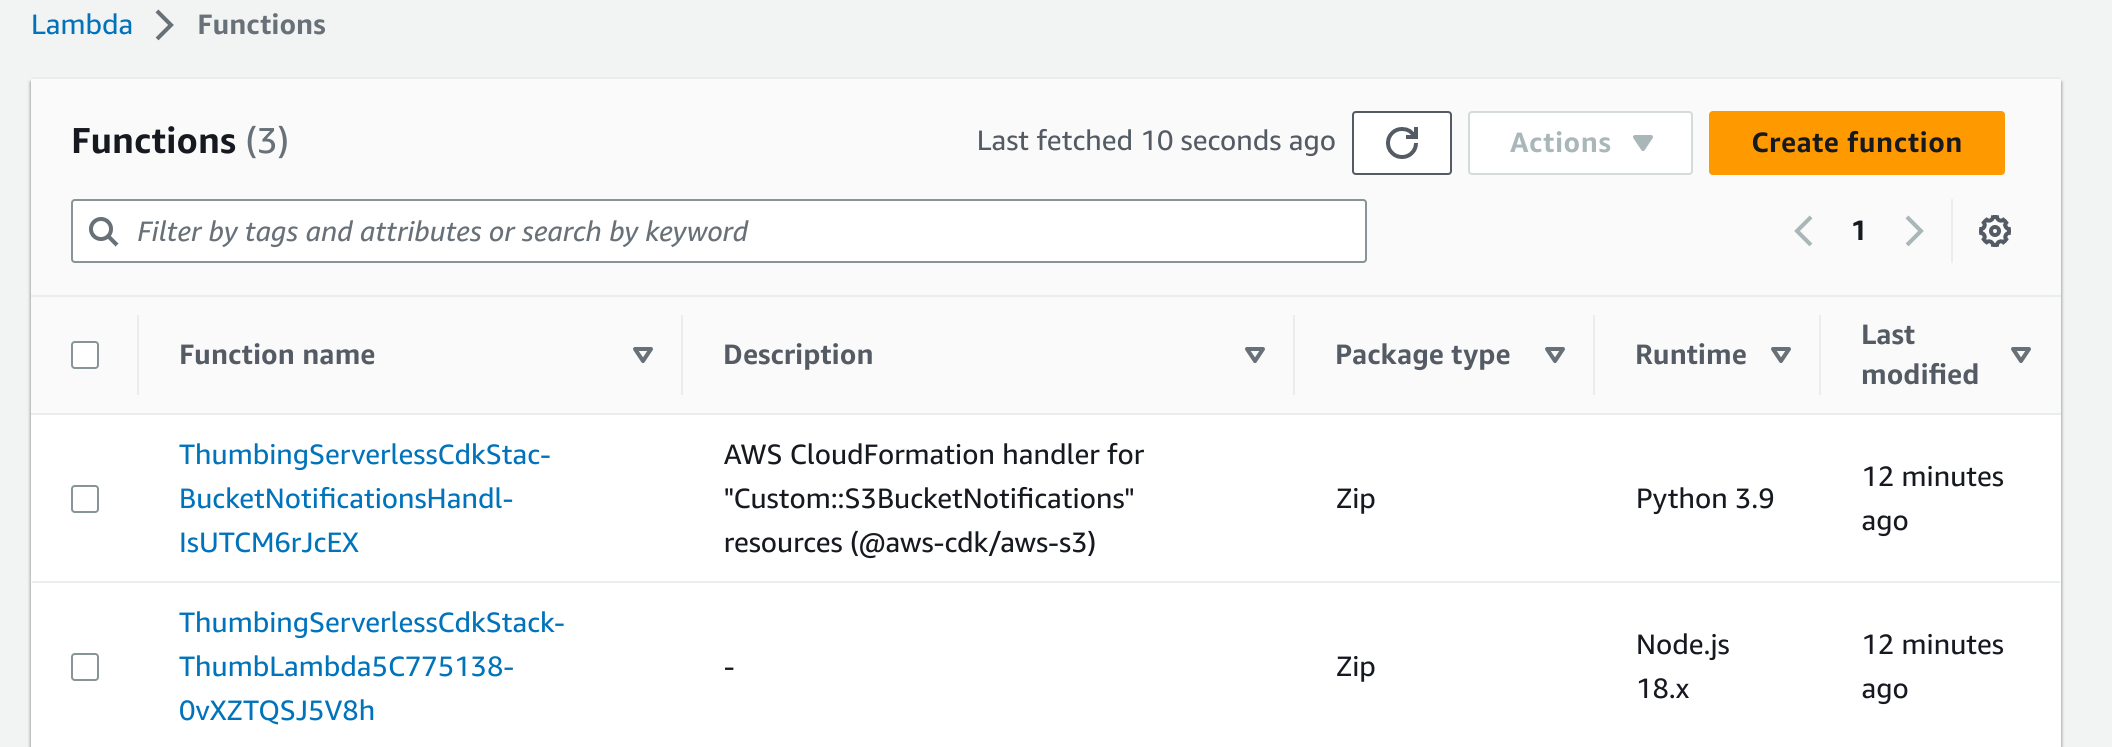 Lambda > Functions
Functions (3)
Last fetched 10 seconds ago
Actions
Create function
Filter by tags and attributes or search by keyword
1
Function name
Description
Package type
Runtime
Last
modified
ThumbingServerlessCdkStac-
BucketNotificationsHandl-
IsUTCM6rJcEX
AWS CloudFormation handler for
"Custom::S3BucketNotifications"
resources (@aws-cdk/aws-s3)
Zip
Python 3.9
12 minutes
ago
ThumbingServerlessCdkStack-
ThumbLambda5C775138-
0vXZTQSJ5V8h
-
Zip
Node.js
18.x
12 minutes
ago